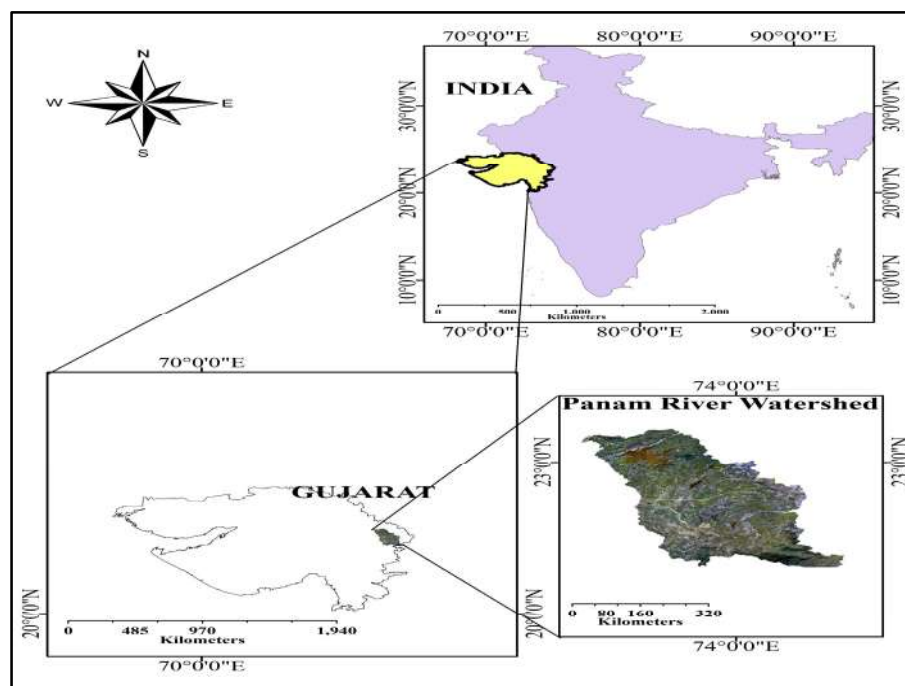 N
W E
S
70°0'0"E 80°0'0"E 90°0'0"E
INDIA
30°0'0"N
30°0'0"N
20°0'0"N
20°0'0"N
10°0'0"N
10°0'0"N
0 500 1,000 2,000
Kilometers
70°0'0"E 80°0'0"E 90°0'0"E
70°0'0"E
GUJARAT
20°0'0"N
20°0'0"N
0 485 970 1,940
Kilometers
70°0'0"E
74°0'0"E
Panam River Watershed
23°0'0"N
23°0'0"N
0 80 160 320
Kilometers
74°0'0"E